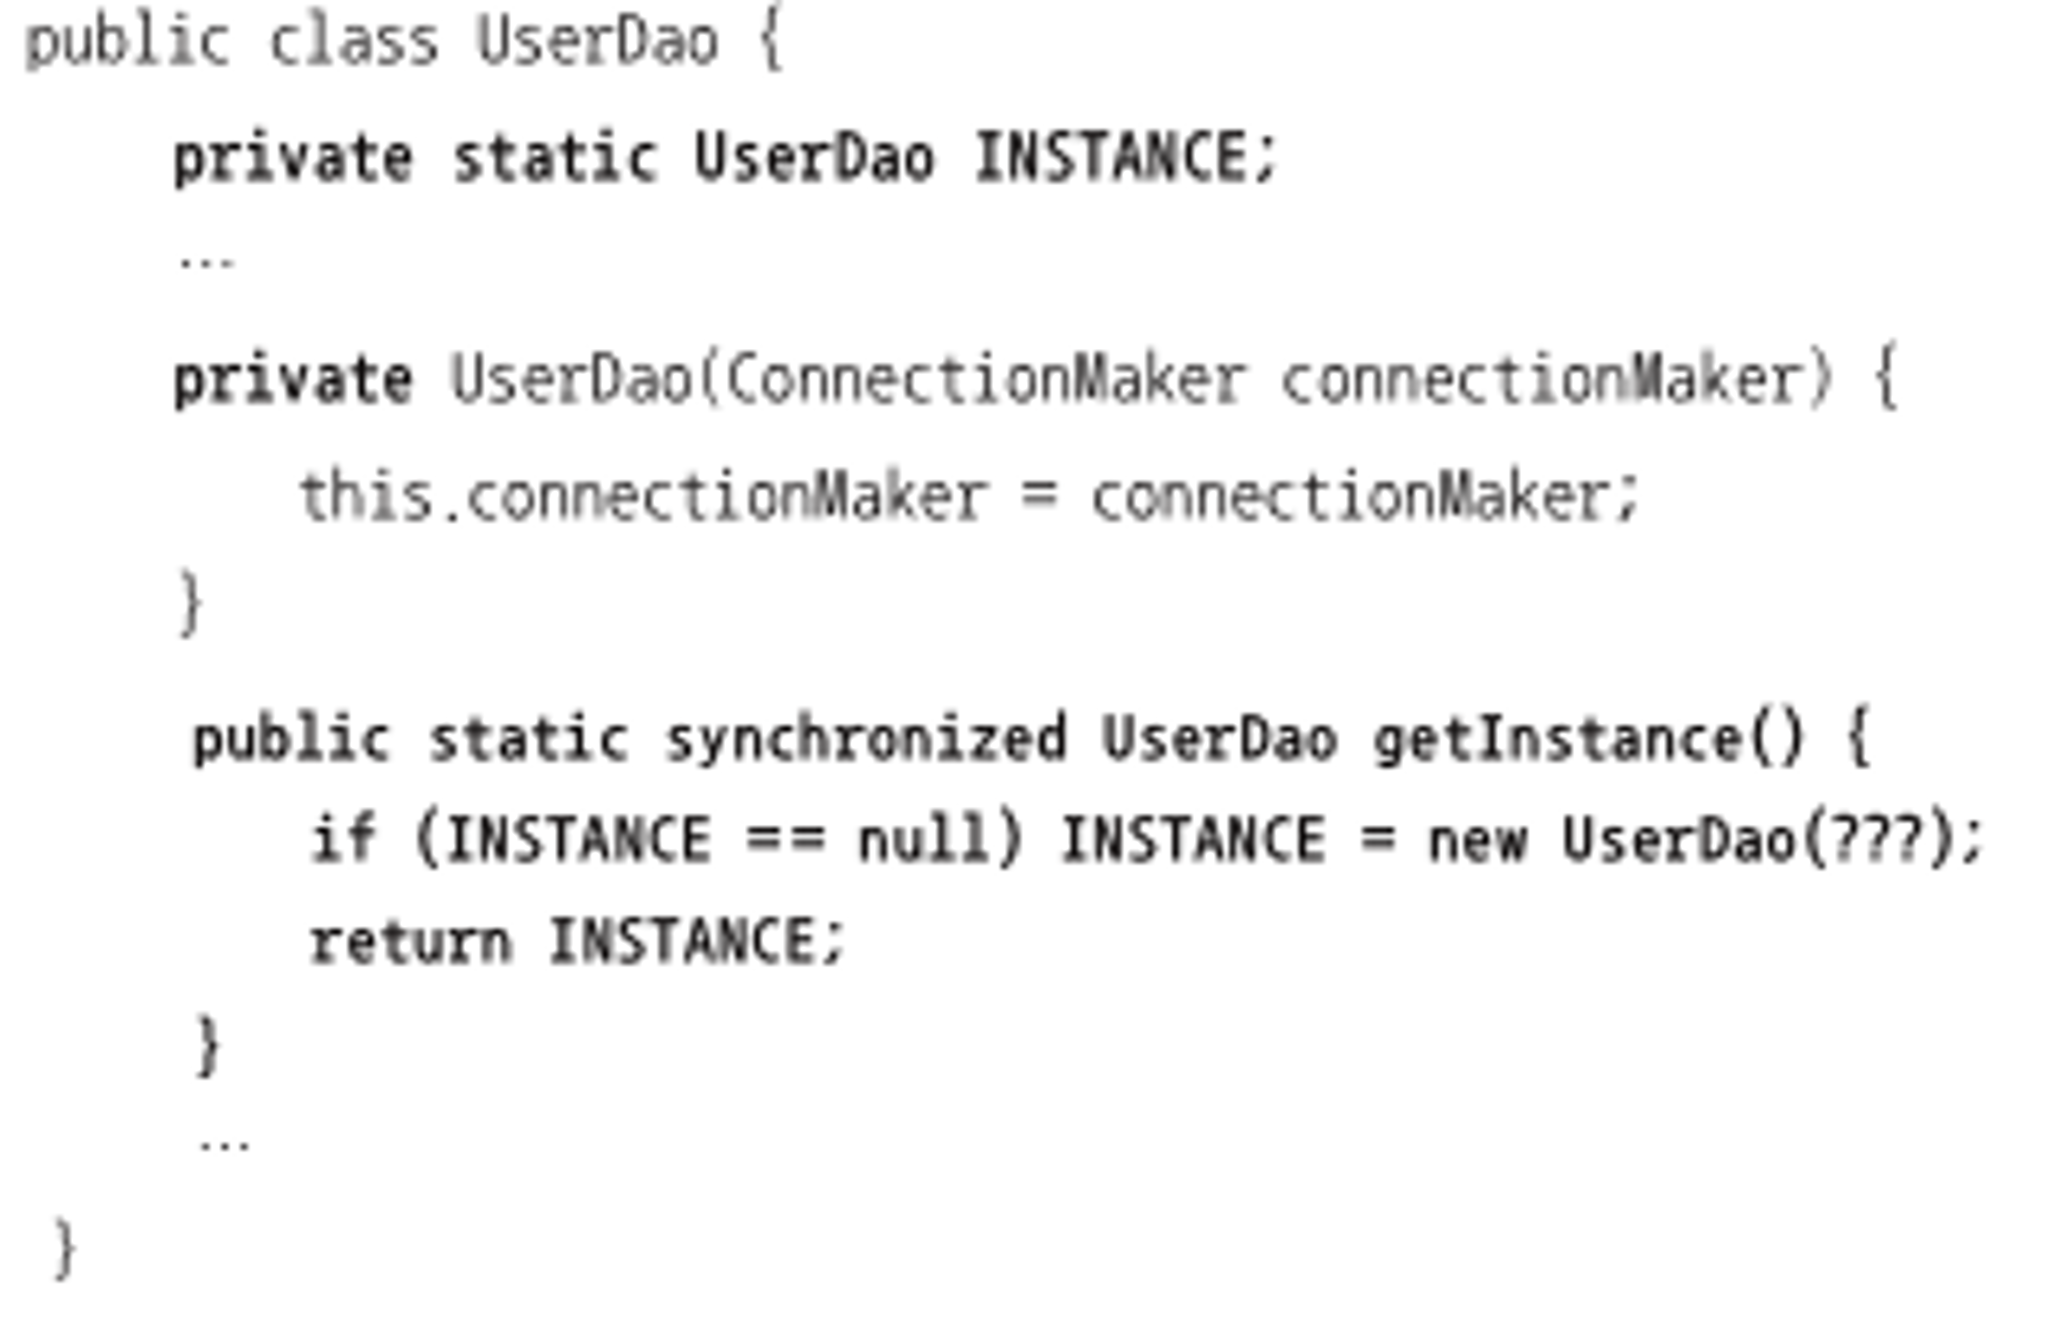 public class UserDao {
private static UserDao INSTANCE;
...
private UserDao(ConnectionMaker connectionMaker) {
this.connectionMaker = connectionMaker;
}
public static synchronized UserDao getInstance() {
if (INSTANCE == null) INSTANCE = new UserDao(???);
return INSTANCE;
}
...
}